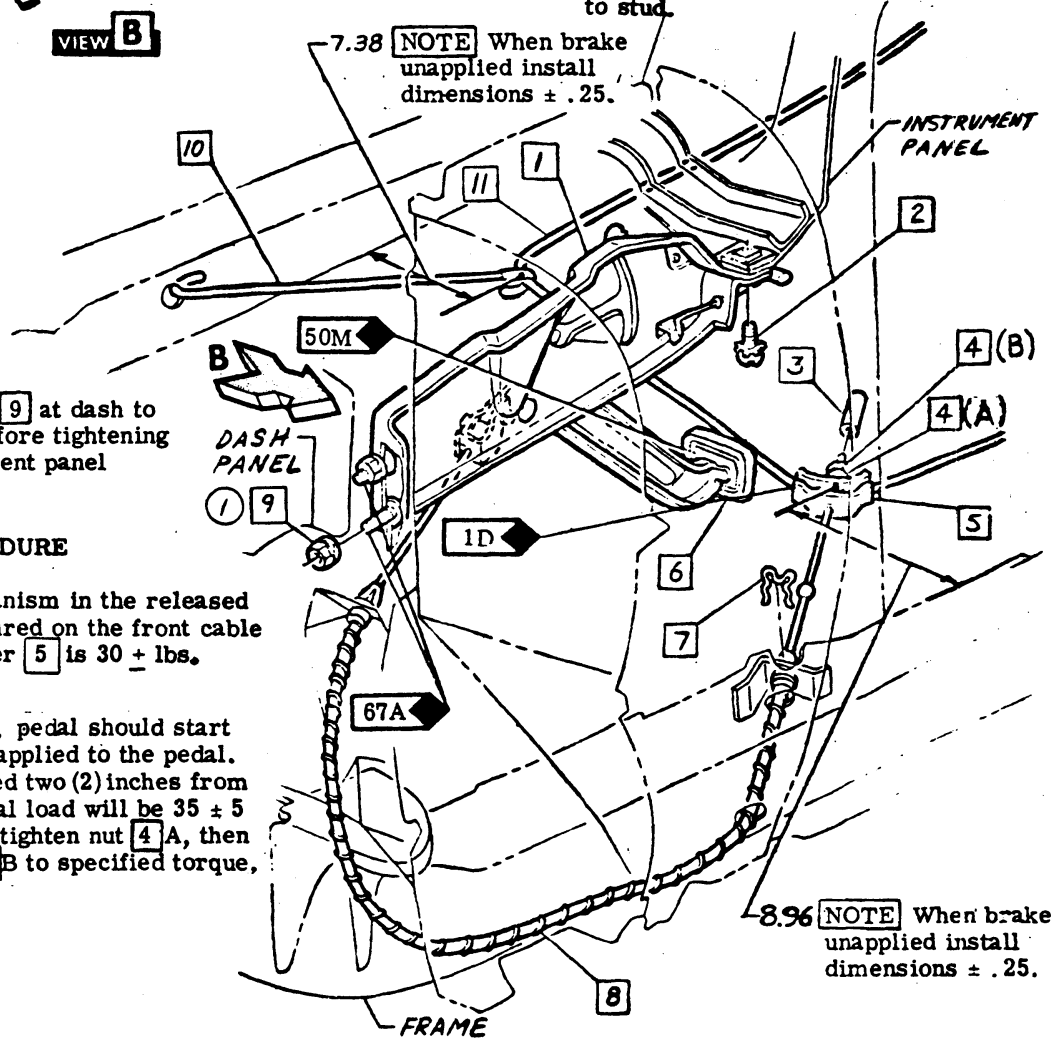 to stud.
VIEW B
7.38 NOTE When brake
unapplied install
dimensions ± .25.
INSTRUMENT
PANEL
10
11
1
2
50M
B
3
4 (B)
4 (A)
9 at dash to
fore tightening
ent panel
DASH
PANEL
1 9
1D
5
6
7
DURE
anism in the released
ared on the front cable
er 5 is 30 ± lbs.
67A
, pedal should start
applied to the pedal.
ed two (2) inches from
al load will be 35 ± 5
tighten nut 4 A, then
B to specified torque,
8.96 NOTE When brake
unapplied install
dimensions ± .25.
8
FRAME